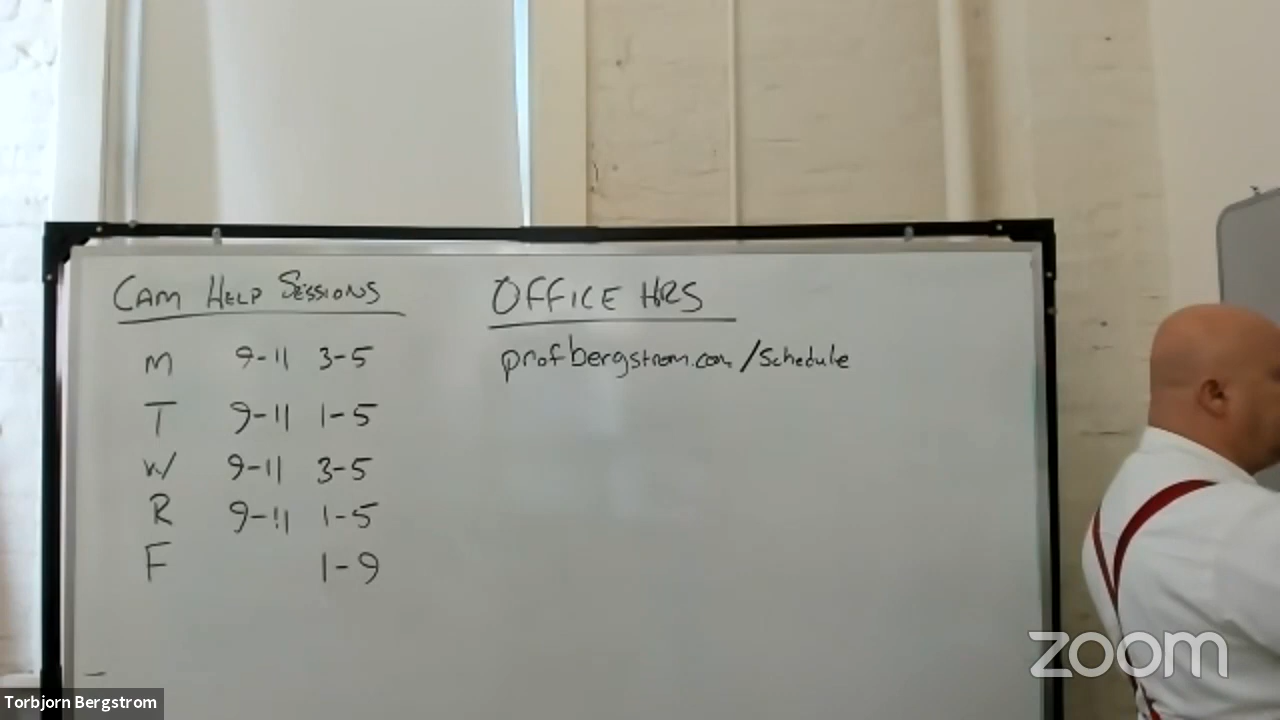 CAM HELP SESSIONS
M 9-11 3-5
T 9-11 1-5
W 9-11 3-5
R 9-11 1-5
F 1-9
OFFICE HRS
profbergstrom.com/Schedule
zoom
Torbjorn Bergstrom